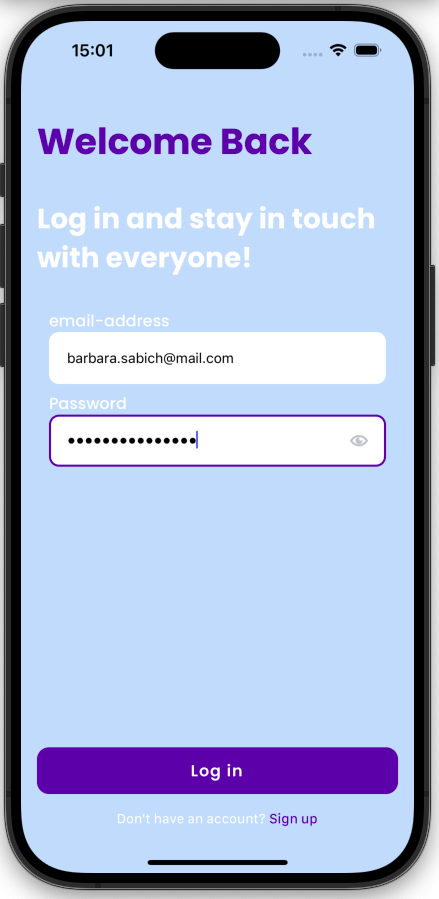 15:01
Welcome Back
Log in and stay in touch
with everyone!
email-address
barbara.sabich@mail.com
Password
•••••••••••••••
Log in
Don't have an account? Sign up